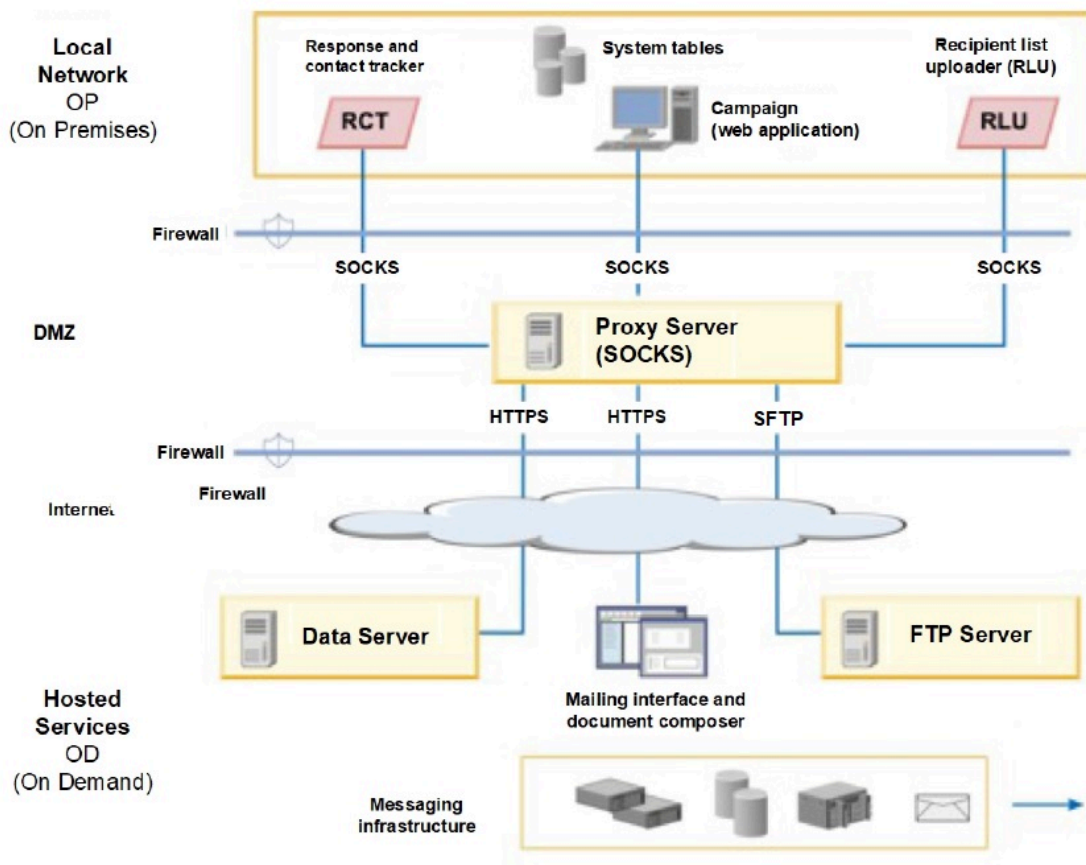 Local
Network
OP
(On Premises)
Response and
contact tracker
System tables
Recipient list
uploader (RLU)
RCT
Campaign
(web application)
RLU
Firewall
SOCKS
SOCKS
SOCKS
DMZ
Proxy Server
(SOCKS)
HTTPS
HTTPS
SFTP
Firewall
Firewall
Internet
Data Server
FTP Server
Mailing interface and
document composer
Hosted
Services
OD
(On Demand)
Messaging
infrastructure